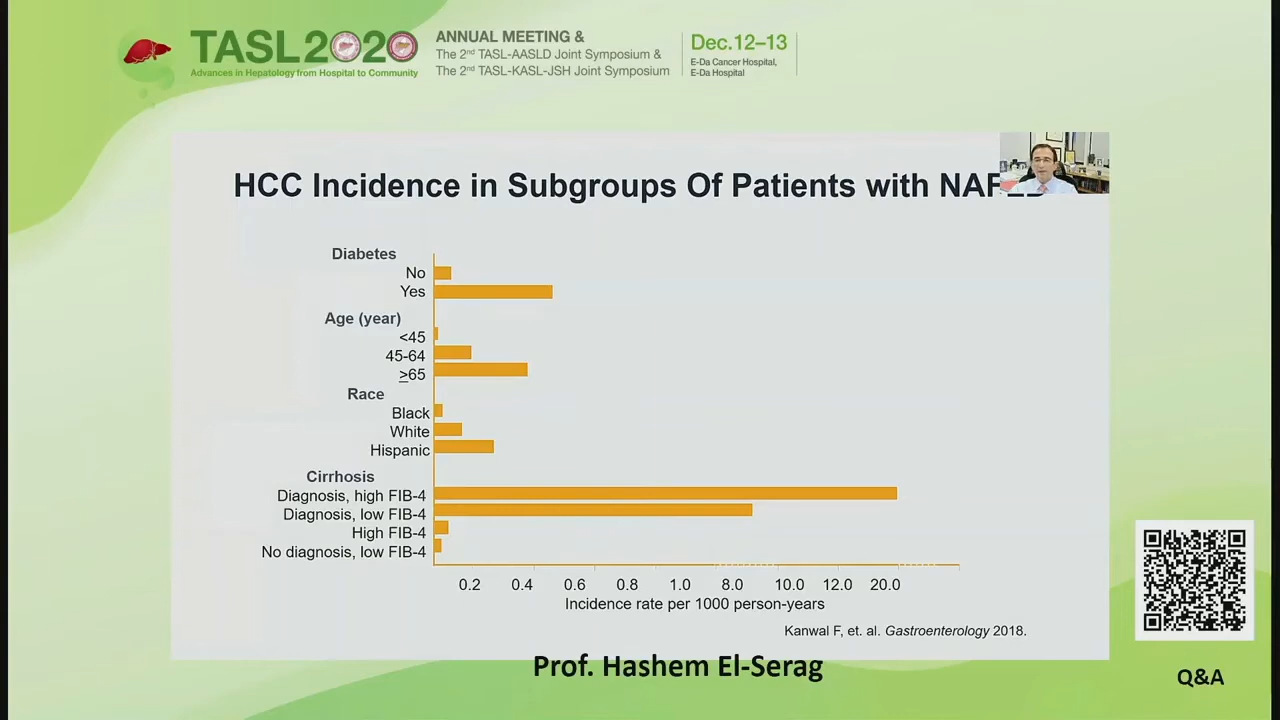 TASL2020
Advances in Hepatology from Hospital to Community
ANNUAL MEETING &
The 2nd TASL-AASLD Joint Symposium &
The 2nd TASL-KASL-JSH Joint Symposium
Dec.12–13
E-Da Cancer Hospital,
E-Da Hospital
HCC Incidence in Subgroups Of Patients with
Diabetes
No
Yes
Age (year)
<45
45-64
≥65
Race
Black
White
Hispanic
Cirrhosis
Diagnosis, high FIB-4
Diagnosis, low FIB-4
High FIB-4
No diagnosis, low FIB-4
0.2 0.4 0.6 0.8 1.0 8.0 10.0 12.0 20.0
Incidence rate per 1000 person-years
Kanwal F, et. al. Gastroenterology 2018.
Prof. Hashem El-Serag
Q&A